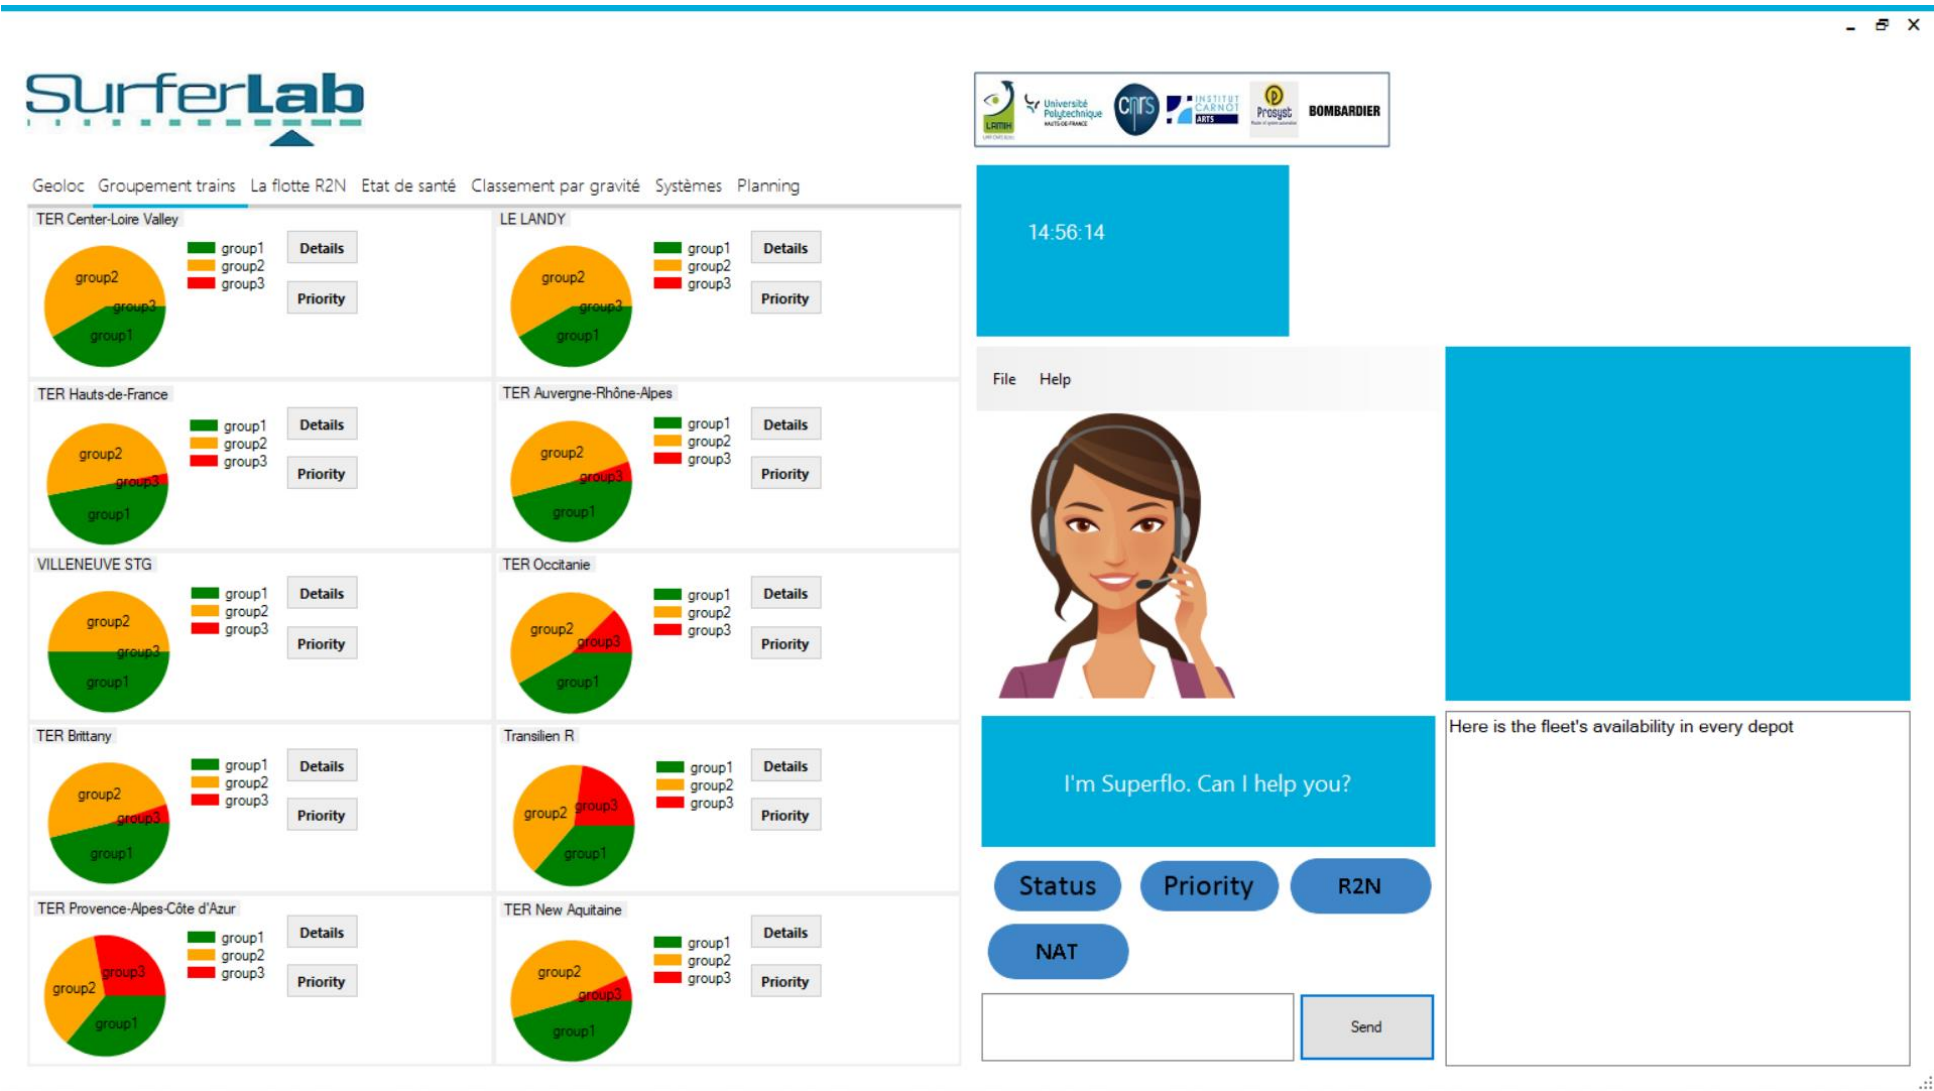 SurferLab
LAMIH
Université
Polytechnique
HAUTS-DE-FRANCE
cnrs
INSTITUT
CARNOT
ARTS
Prosyst
BOMBARDIER
Geoloc Groupement trains La flotte R2N Etat de santé Classement par gravité Systèmes Planning
TER Center-Loire Valley
group2
group3
group1
group1
group2
group3
Details
Priority
LE LANDY
group2
group3
group1
group1
group2
group3
Details
Priority
TER Hauts-de-France
group2
group3
group1
group1
group2
group3
Details
Priority
TER Auvergne-Rhône-Alpes
group2
group3
group1
group1
group2
group3
Details
Priority
VILLENEUVE STG
group2
group3
group1
group1
group2
group3
Details
Priority
TER Occitanie
group2
group3
group1
group1
group2
group3
Details
Priority
TER Brittany
group2
group3
group1
group1
group2
group3
Details
Priority
Transilien R
group2
group3
group1
group1
group2
group3
Details
Priority
TER Provence-Alpes-Côte d'Azur
group3
group2
group1
group1
group2
group3
Details
Priority
TER New Aquitaine
group2
group3
group1
group1
group2
group3
Details
Priority
14:56:14
File Help
I'm Superflo. Can I help you?
Status Priority R2N
NAT
Send
Here is the fleet's availability in every depot